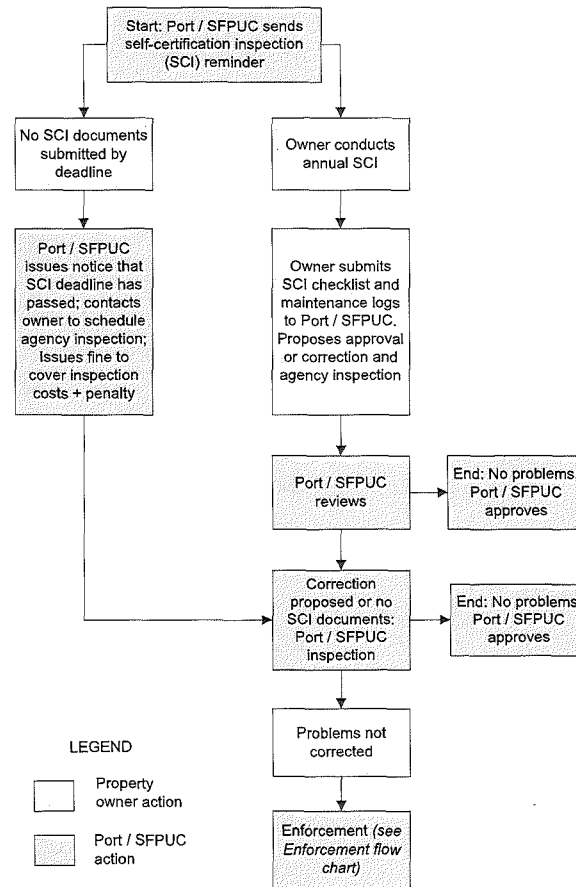 Start: Port / SFPUC sends
self-certification inspection
(SCI) reminder
No SCI documents
submitted by
deadline
Owner conducts
annual SCI
Port / SFPUC
issues notice that
SCI deadline has
passed; contacts
owner to schedule
agency inspection;
Issues fine to
cover inspection
costs + penalty
Owner submits
SCI checklist and
maintenance logs
to Port / SFPUC.
Proposes approval
or correction and
agency inspection
Port / SFPUC
reviews
End: No problems.
Port / SFPUC
approves
Correction
proposed or no
SCI documents:
Port / SFPUC
inspection
End: No problems.
Port / SFPUC
approves
Problems not
corrected
Enforcement (see
Enforcement flow
chart)
LEGEND
Property
owner action
Port / SFPUC
action